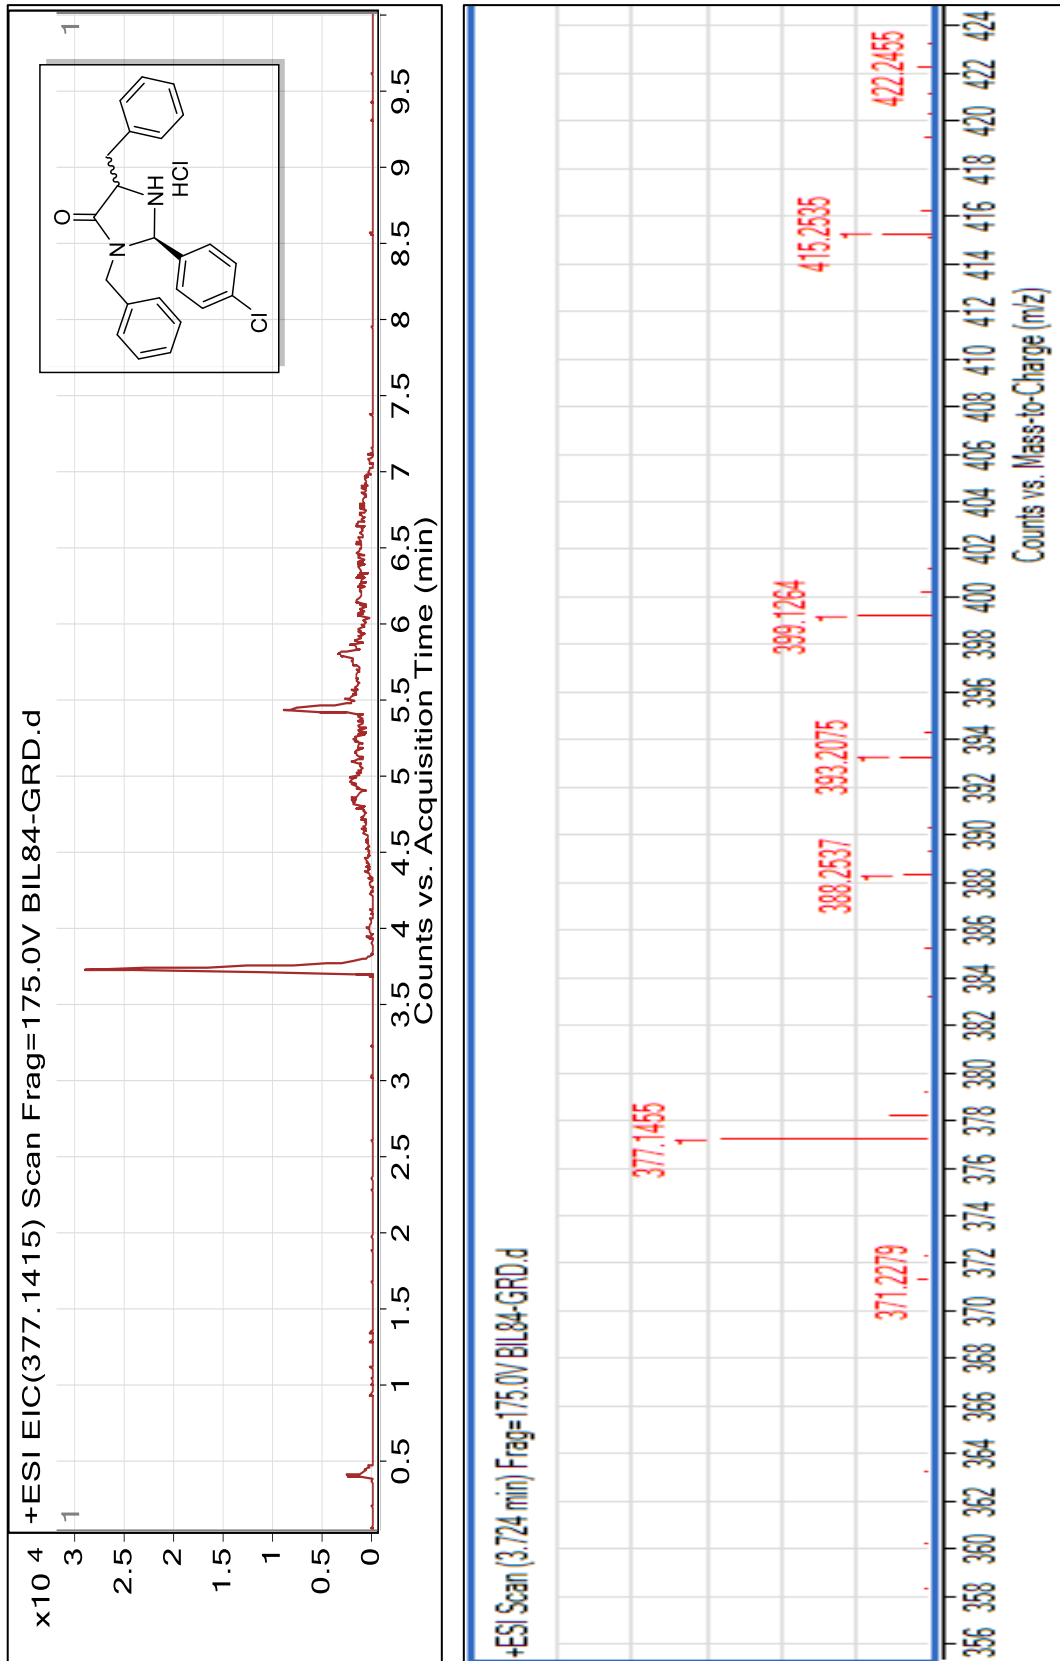 +ESI EIC(377.1415) Scan Frag=175.0V BIL84-GRD.d
x10 4
1
1
3
2.5
2
1.5
1
0.5
0
O
N
NH
HCl
Cl
0.5 1 1.5 2 2.5 3 3.5 4 4.5 5 5.5 6 6.5 7 7.5 8 8.5 9 9.5
Counts vs. Acquisition Time (min)
+ESI Scan (3.724 min) Frag=175.0V BIL84-GRD.d
371.2279
377.1455
388.2537
393.2075
399.1264
415.2535
422.2455
356 358 360 362 364 366 368 370 372 374 376 378 380 382 384 386 388 390 392 394 396 398 400 402 404 406 408 410 412 414 416 418 420 422 424
Counts vs. Mass-to-Charge (m/z)